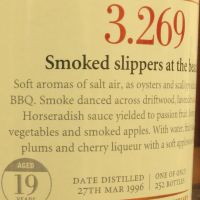 3.269
Smoked slippers at the
Soft aromas of salt air, as oysters and
BBQ. Smoke danced across driftwood,
Horseradish sauce yielded to passion
vegetables and smoked apples. With water,
plums and cherry liqueur with a soft
AGED
19
YEARS
DATE DISTILLED
27TH MAR 1996
ONE OF ONLY
252 BOTTLES